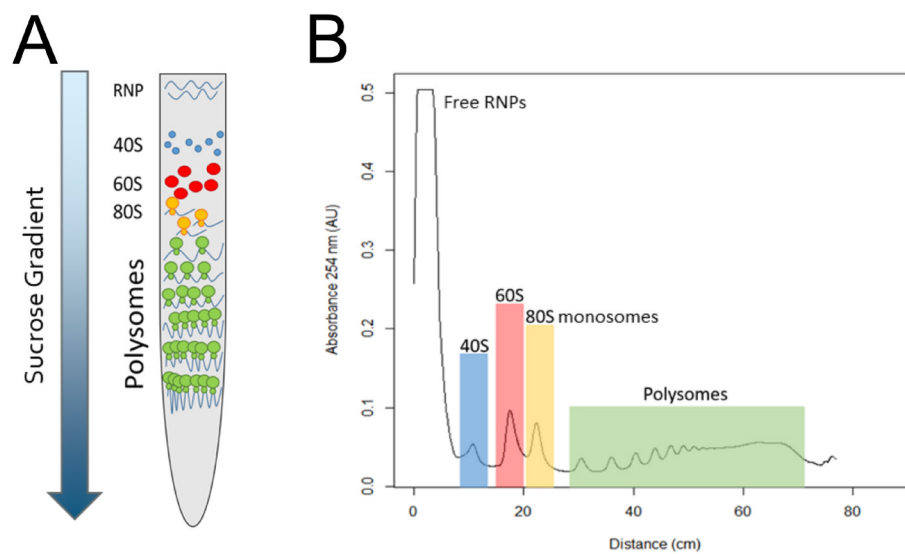 A
Sucrose Gradient
RNP
40S
60S
80S
Polysomes
B
Absorbance 254 nm (AU)
0.5
0.4
0.3
0.2
0.1
0.0
Free RNPs
40S
60S
80S monosomes
Polysomes
0 20 40 60 80
Distance (cm)